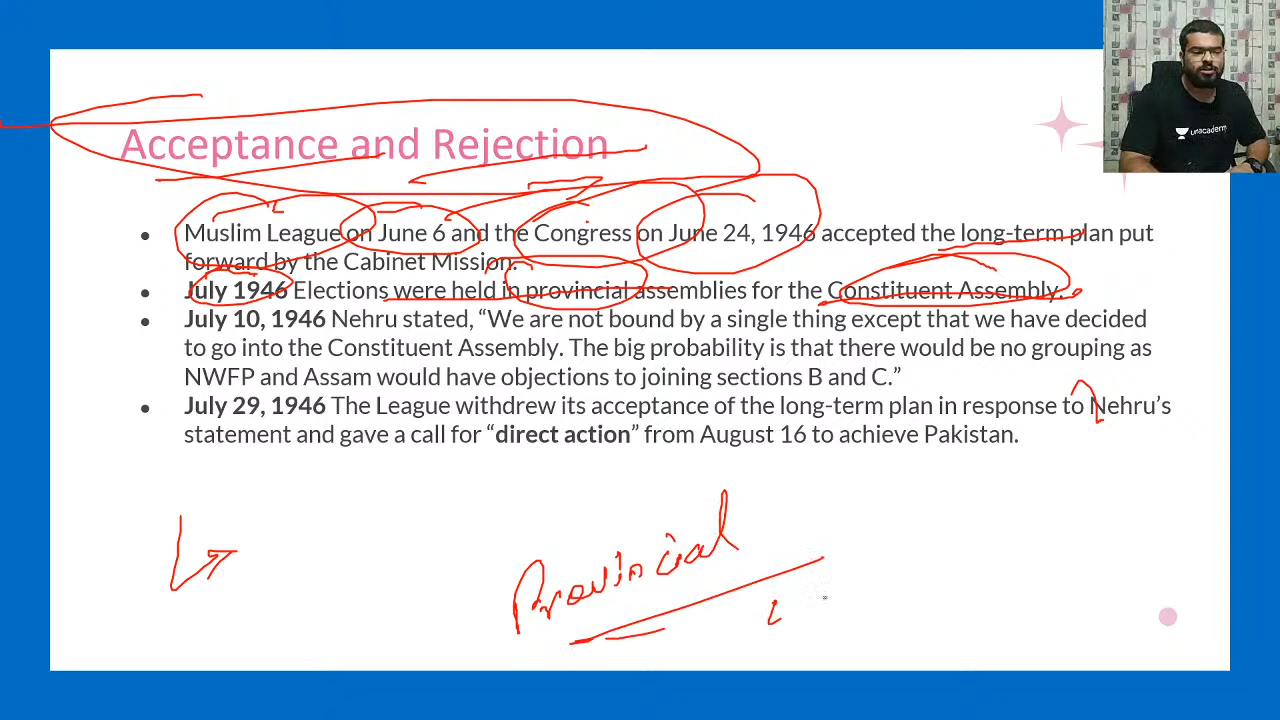 unacademy
Acceptance and Rejection
● Muslim League on June 6 and the Congress on June 24, 1946 accepted the long-term plan put
forward by the Cabinet Mission.
● July 1946 Elections were held in provincial assemblies for the Constituent Assembly.
● July 10, 1946 Nehru stated, “We are not bound by a single thing except that we have decided
to go into the Constituent Assembly. The big probability is that there would be no grouping as
NWFP and Assam would have objections to joining sections B and C.”
● July 29, 1946 The League withdrew its acceptance of the long-term plan in response to Nehru’s
statement and gave a call for “direct action” from August 16 to achieve Pakistan.
Provincial